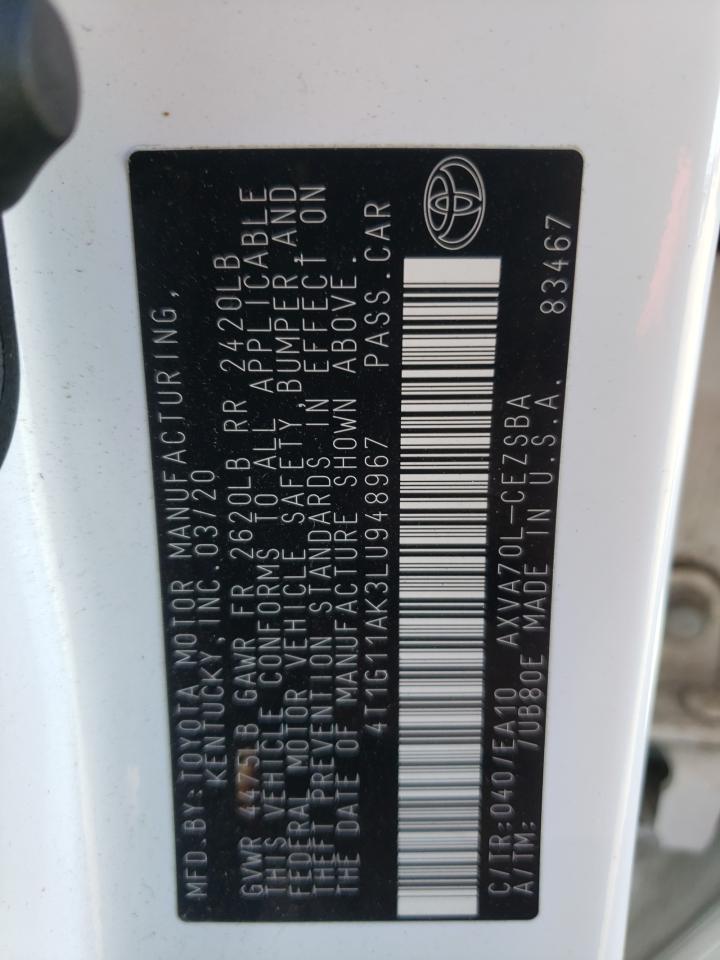 MFD.BY:TOYOTA MOTOR MANUFACTURING,
KENTUCKY INC.03/20
GVWR 4475LB GAWR FR 2620LB RR 2420LB
THIS VEHICLE CONFORMS TO ALL APPLICABLE
FEDERAL MOTOR VEHICLE SAFETY,BUMPER,AND
THEFT PREVENTION STANDARDS IN EFFECT ON
THE DATE OF MANUFACTURE SHOWN ABOVE.
4T1G11AK3LU948967 PASS.CAR
C/TR:040/EA10 AXVA70L-CEZSBA
A/TM: /UB80E MADE IN U.S.A. 83467